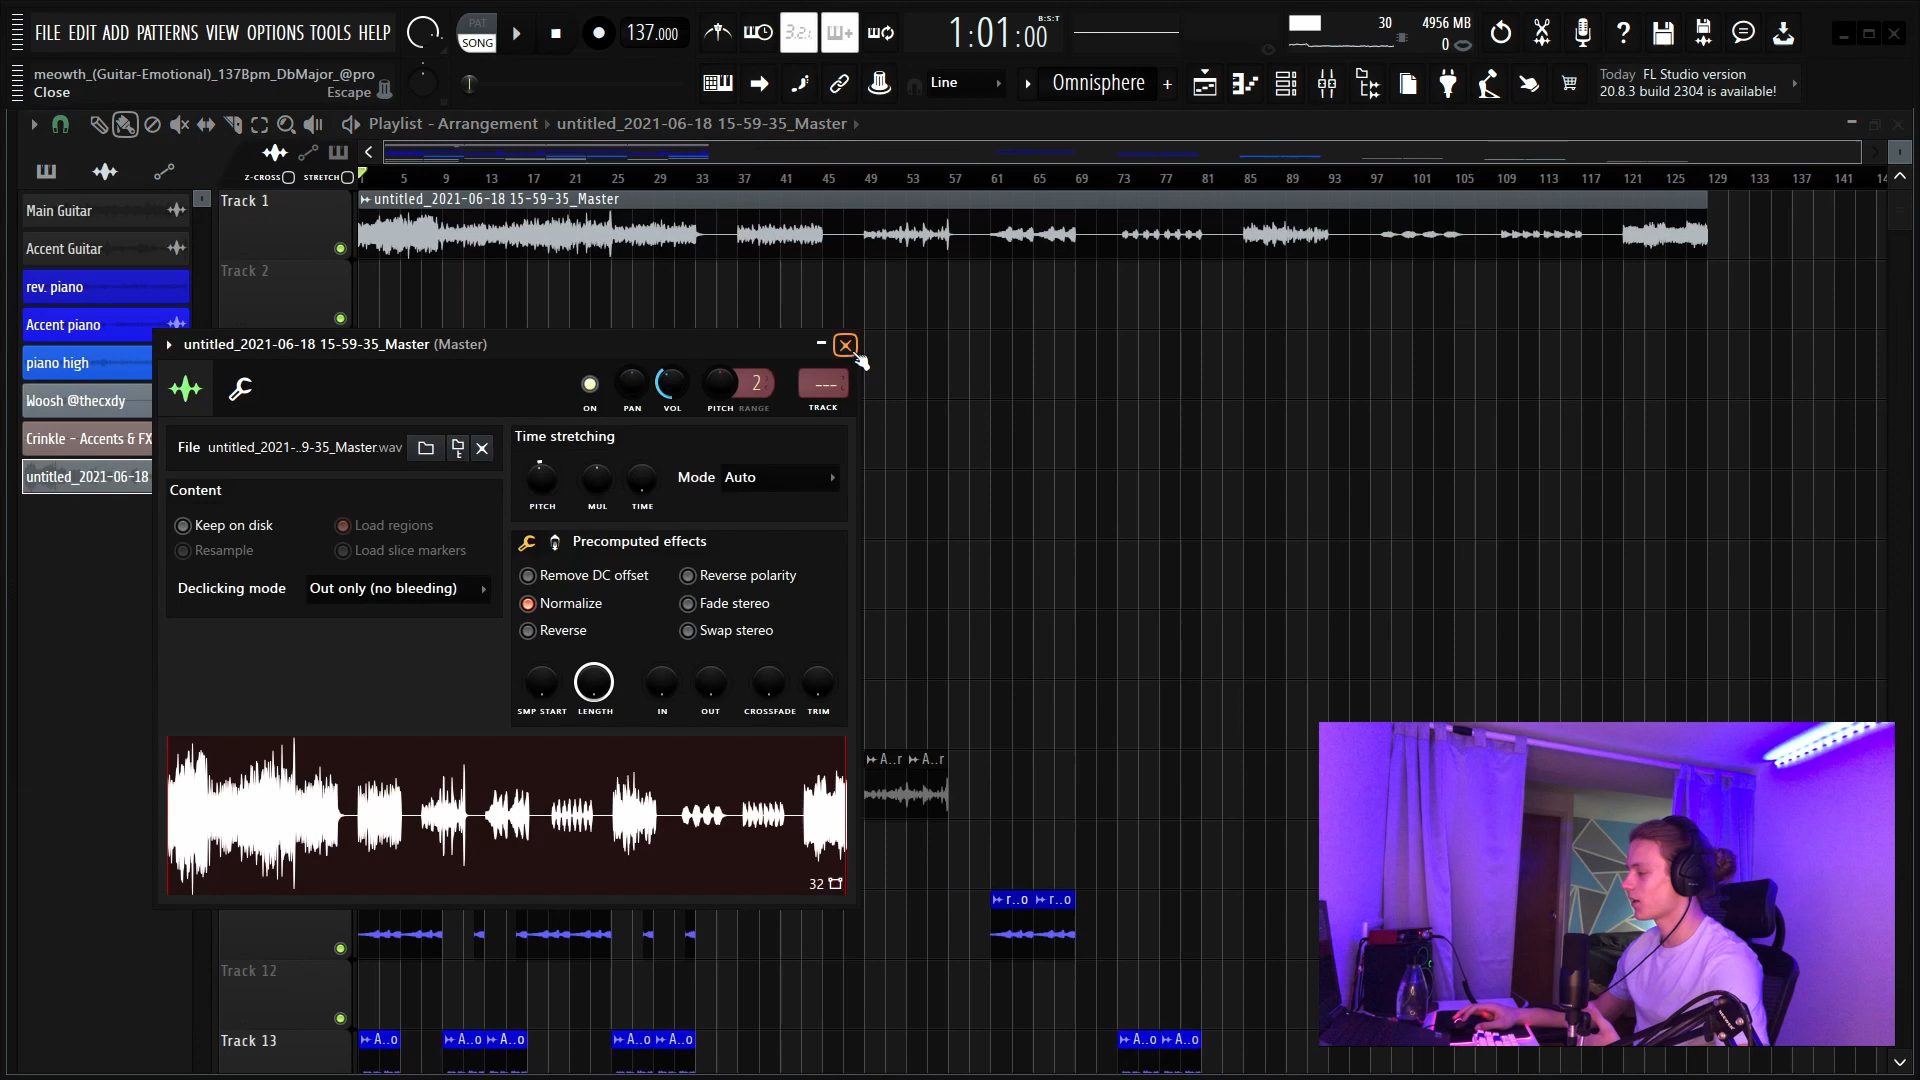 FILE EDIT ADD PATTERNS VIEW OPTIONS TOOLS HELP
PAT
SONG
137.000
3.2.
1:01:00
B:S:T
30
4956 MB
0
meowth_(Guitar-Emotional)_137Bpm_DbMajor_@pro
Close
Escape
Line
Omnisphere
Today FL Studio version
20.8.3 build 2304 is available!
Playlist - Arrangement
untitled_2021-06-18 15-59-35_Master
Z-CROSS
STRETCH
5 9 13 17 21 25 29 33 37 41 45 49 53 57 61 65 69 73 77 81 85 89 93 97 101 105 109 113 117 121 125 129 133 137 141
Main Guitar
Accent Guitar
rev. piano
Accent piano
piano high
Woosh @thecxdy
Crinkle - Accents & FX
untitled_2021-06-18
Track 1
untitled_2021-06-18 15-59-35_Master
Track 2
untitled_2021-06-18 15-59-35_Master (Master)
2
---
ON
PAN
VOL
PITCH
RANGE
TRACK
File untitled_2021-..9-35_Master.wav
Content
Keep on disk
Load regions
Resample
Load slice markers
Declicking mode
Out only (no bleeding)
Time stretching
PITCH
MUL
TIME
Mode
Auto
Precomputed effects
Remove DC offset
Reverse polarity
Normalize
Fade stereo
Reverse
Swap stereo
SMP START
LENGTH
IN
OUT
CROSSFADE
TRIM
32
A..r
A..r
r..o
r..o
Track 12
Track 13
A..o
A..o
A..o
A..o
A..o
A..o
A..o